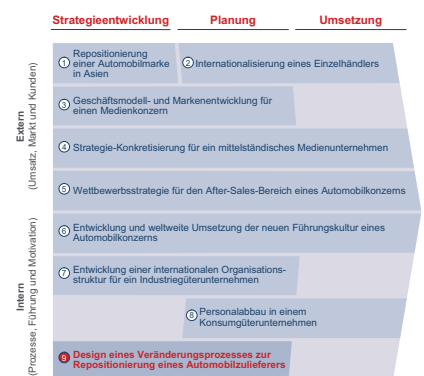 Strategieentwicklung Planung Umsetzung
Extern
(Umsatz, Markt und Kunden)
1 Repositionierung
einer Automobilmarke
in Asien
2 Internationalisierung eines Einzelhändlers
3 Geschäftsmodell- und Markenentwicklung für
einen Medienkonzern
4 Strategie-Konkretisierung für ein mittelständisches Medienunternehmen
5 Wettbewerbsstrategie für den After-Sales-Bereich eines Automobilkonzerns
Intern
(Prozesse, Führung und Motivation)
6 Entwicklung und weltweite Umsetzung der neuen Führungskultur eines
Automobilkonzerns
7 Entwicklung einer internationalen Organisations-
struktur für ein Industriegüterunternehmen
8 Personalabbau in einem
Konsumgüterunternehmen
9 Design eines Veränderungsprozesses zur
Repositionierung eines Automobilzulieferers